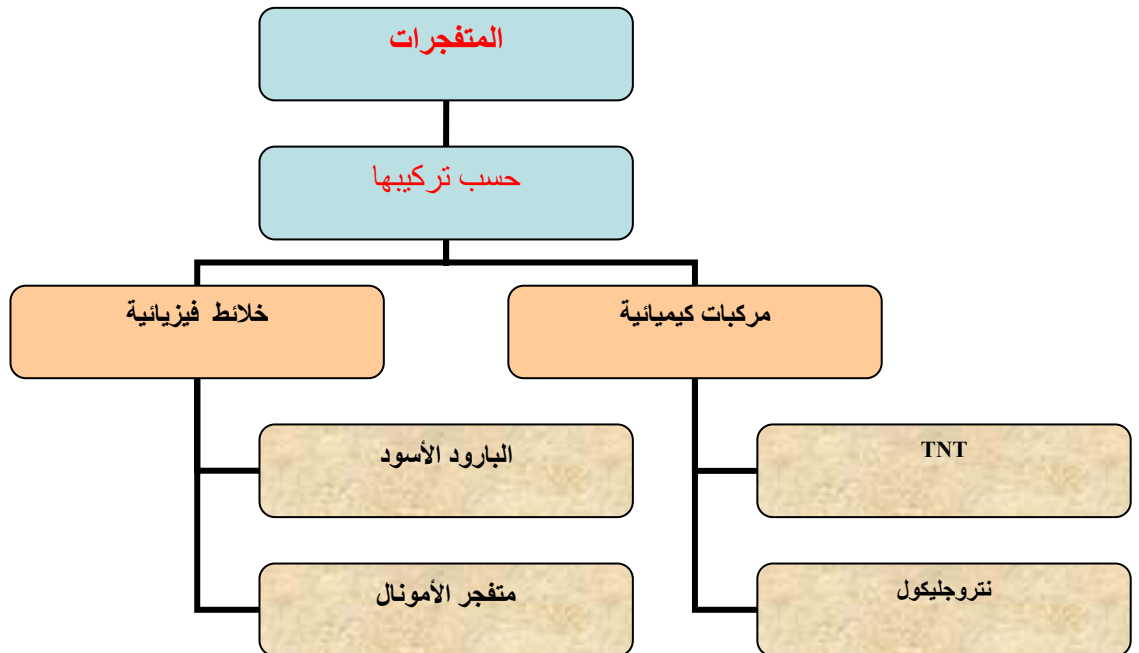 المتفجرات
حسب تركيبها
مركبات كيميائية
خلائط فيزيائية
TNT
البارود الأسود
نتروجليكول
متفجر الأمونال